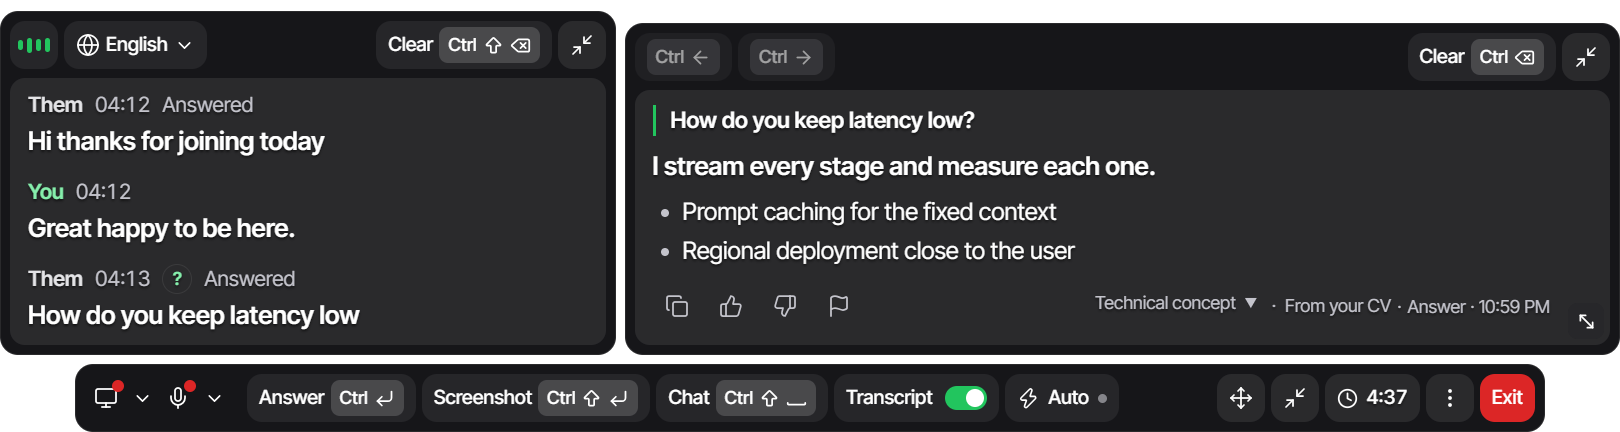 English
Clear Ctrl
Them 04:12 Answered
Hi thanks for joining today
You 04:12
Great happy to be here.
Them 04:13 ? Answered
How do you keep latency low
Ctrl ← Ctrl →
Clear Ctrl
How do you keep latency low?
I stream every stage and measure each one.
• Prompt caching for the fixed context
• Regional deployment close to the user
Technical concept ▼ · From your CV · Answer · 10:59 PM
Answer Ctrl Screenshot Ctrl Chat Ctrl Transcript Auto 4:37 Exit